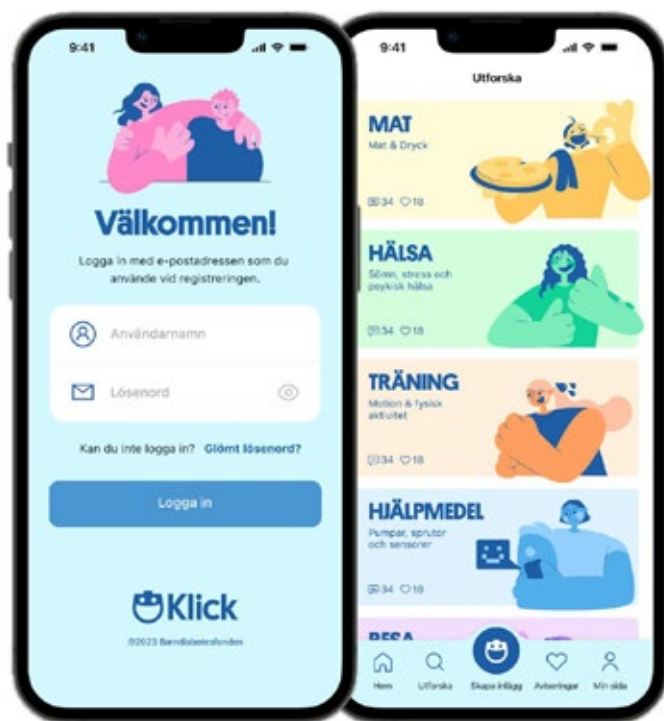 9:41
Välkommen!
Logga in med e-postadressen som du
använde vid registreringen.
Användarnamn
Lösenord
Kan du inte logga in? Glömt lösenord?
Logga in
Klick
©2023 Barndiabetesfonden
9:41
Utforska
MAT
Mat & Dryck
34 18
HÄLSA
Sömn, stress och
psykisk hälsa
34 18
TRÄNING
Motion & fysisk
aktivitet
34 18
HJÄLPMEDEL
Pumpar, sprutor
och sensorer
34 18
RESA
Hem Utforska Skapa inlägg Aviseringar Min sida